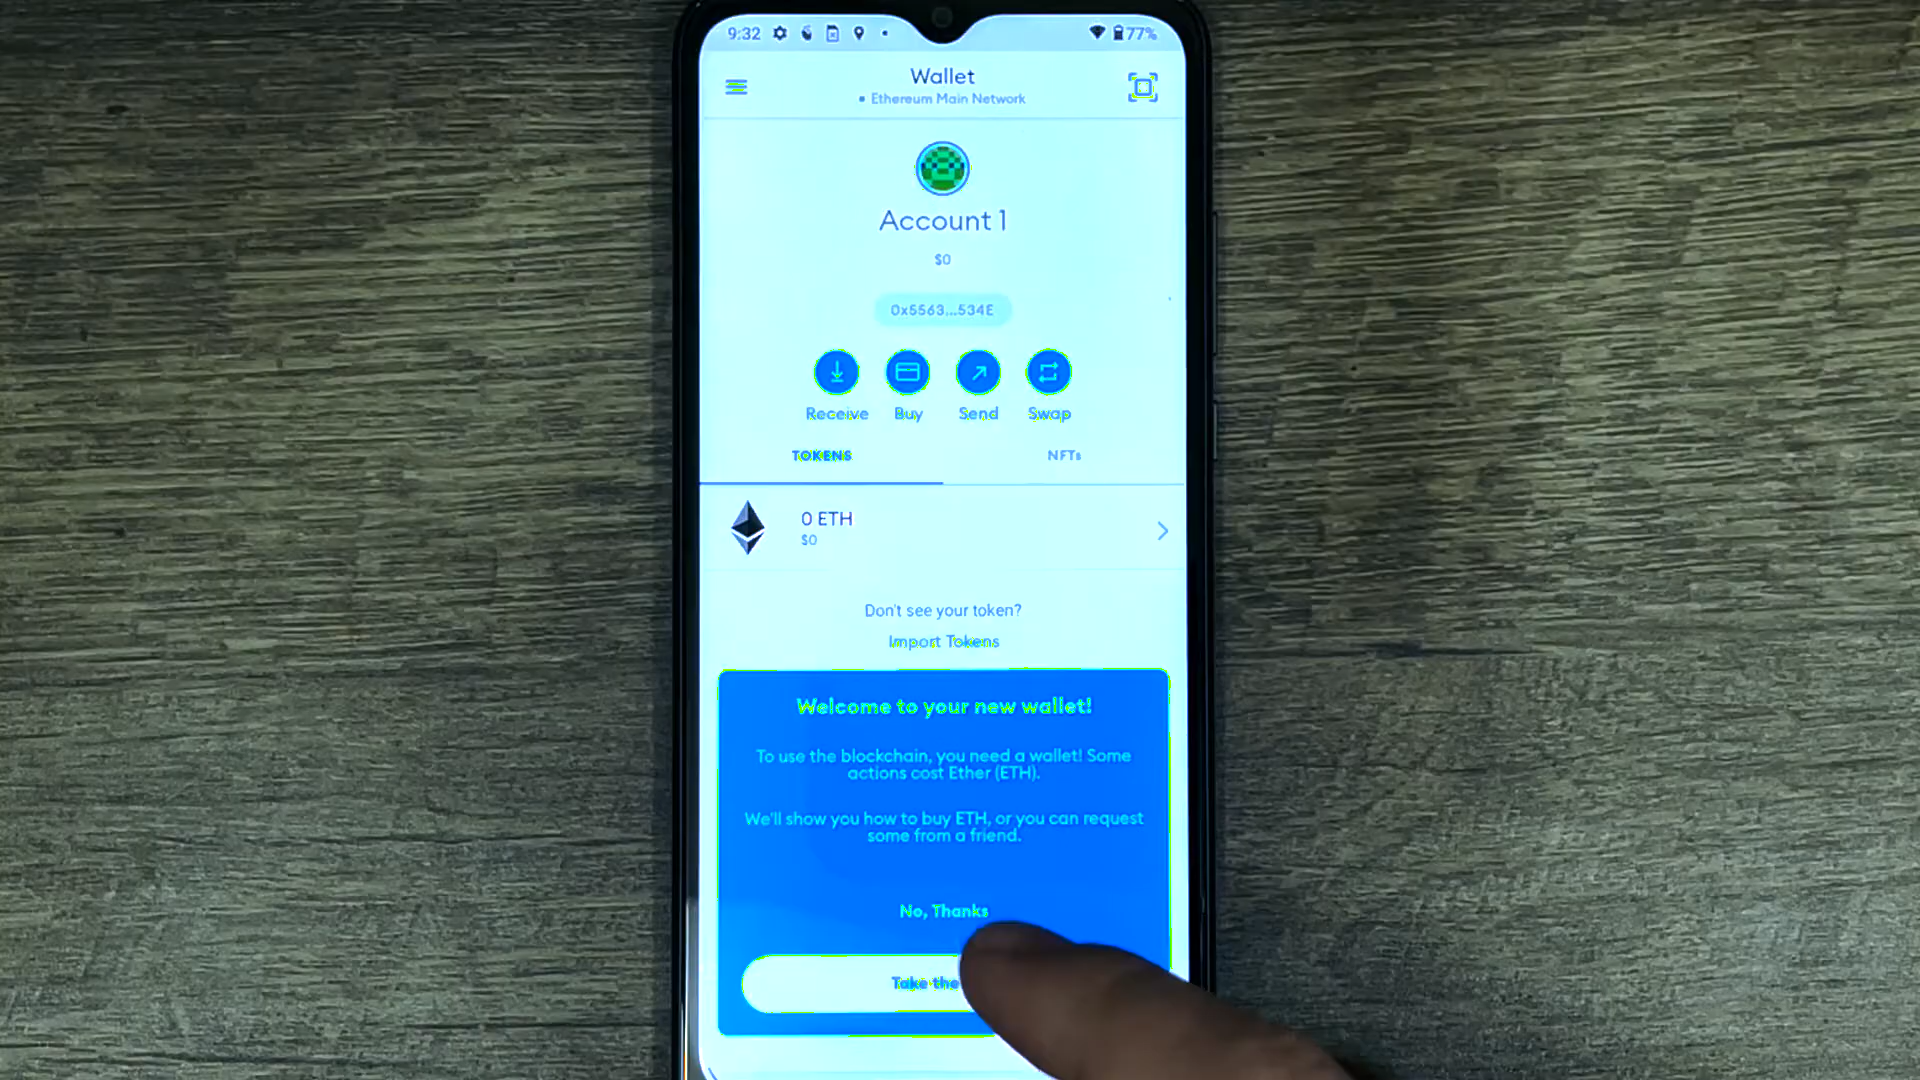 9:32
77%
Wallet
Ethereum Main Network
Account 1
$0
0x5563...534E
Receive Buy Send Swap
TOKENS NFTs
0 ETH
$0
Don't see your token?
Import Tokens
Welcome to your new wallet!
To use the blockchain, you need a wallet! Some
actions cost Ether (ETH).
We'll show you how to buy ETH, or you can request
some from a friend.
No, Thanks
Take the